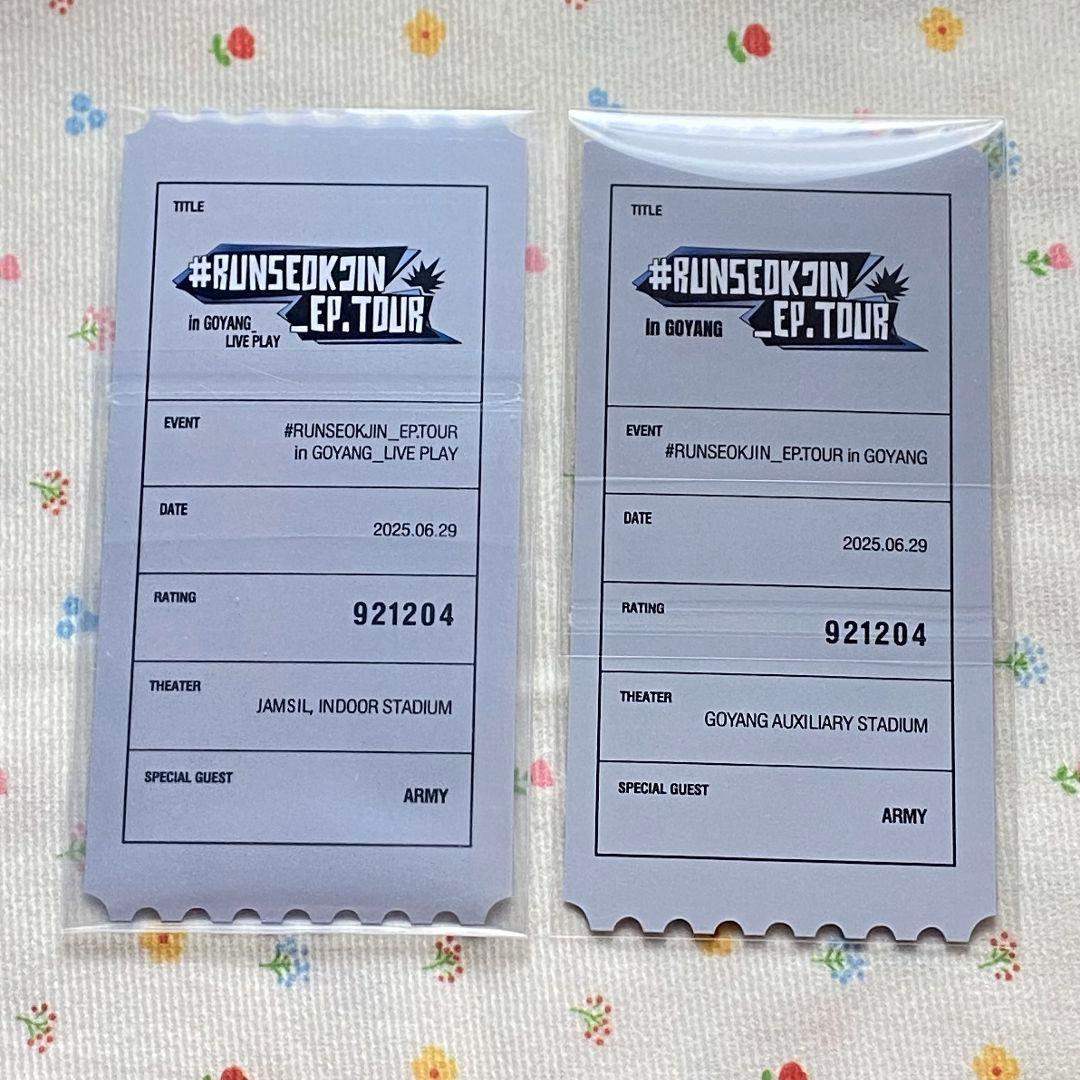 TITLE
#RUNSEOKJIN
_EP.TOUR
in GOYANG_
LIVE PLAY
EVENT
#RUNSEOKJIN_EP.TOUR
in GOYANG_LIVE PLAY
DATE
2025.06.29
RATING
921204
THEATER
JAMSIL, INDOOR STADIUM
SPECIAL GUEST
ARMY
TITLE
#RUNSEOKJIN
_EP.TOUR
in GOYANG
EVENT
#RUNSEOKJIN_EP.TOUR in GOYANG
DATE
2025.06.29
RATING
921204
THEATER
GOYANG AUXILIARY STADIUM
SPECIAL GUEST
ARMY